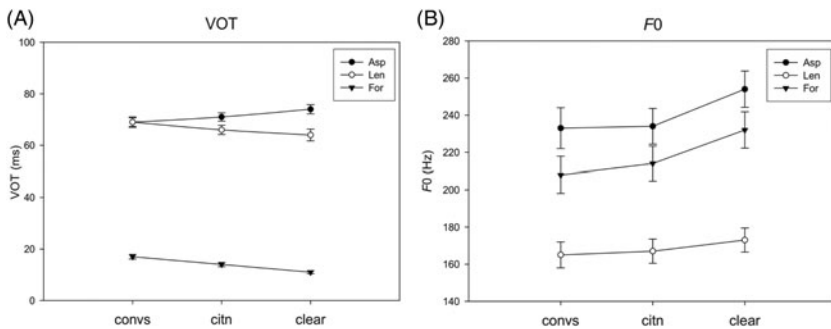 (A)
VOT
100
80
60
40
20
0
VOT (ms)
convs citn clear
Asp
Len
For
(B)
F0
280
260
240
220
200
180
160
140
F0 (Hz)
convs citn clear
Asp
Len
For